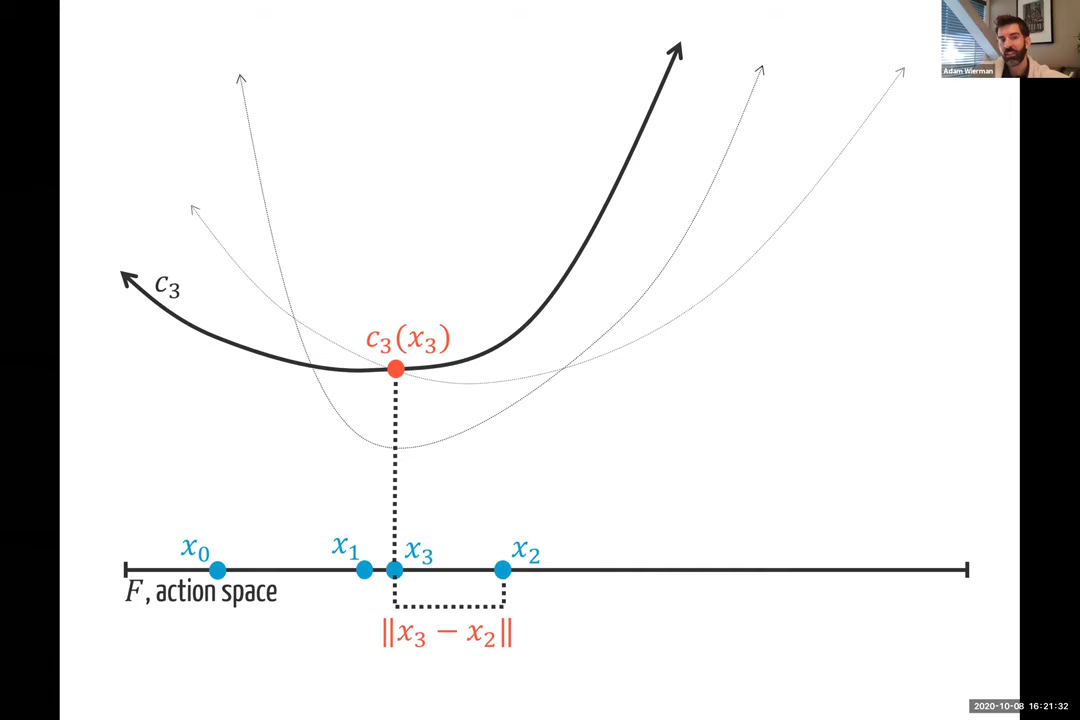 Adam Wierman
c₃
c₃(x₃)
x₀
x₁
x₃
x₂
F, action space
‖x₃ − x₂‖
2020-10-08 16:21:32